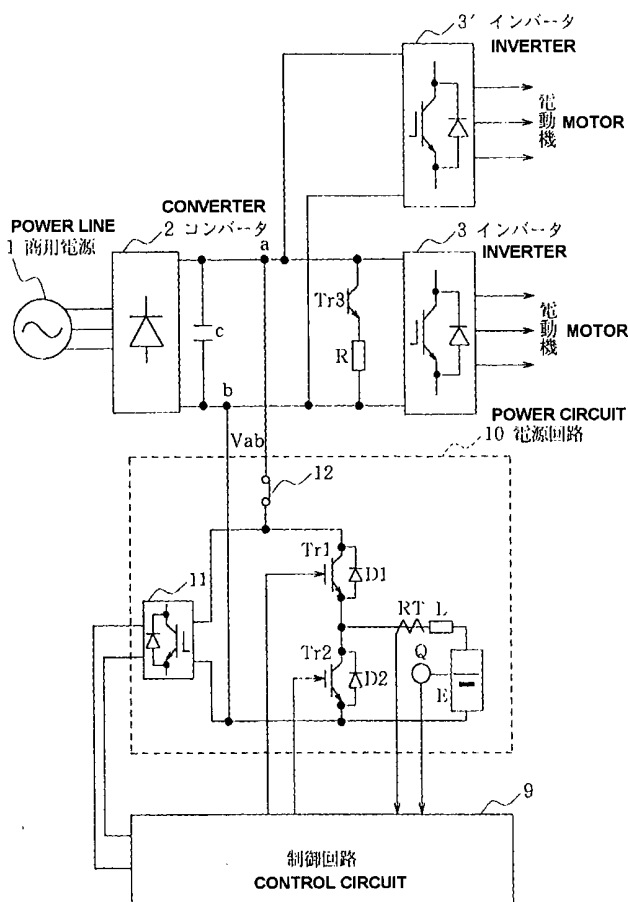 3' インバータ
INVERTER
電動機 MOTOR
POWER LINE
1 商用電源
CONVERTER
2 コンバータ
a
3 インバータ
INVERTER
Tr3
c
R
電動機 MOTOR
b
POWER CIRCUIT
10 電源回路
Vab
12
Tr1
D1
11
RT L
Tr2
D2
Q
E
9
制御回路
CONTROL CIRCUIT